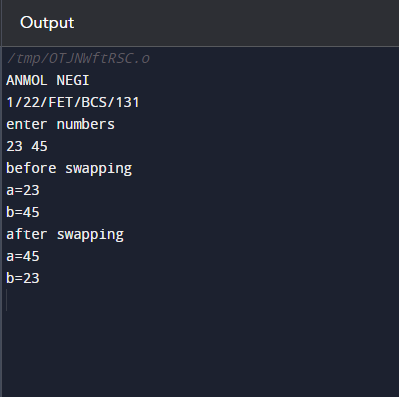 Output
/tmp/OTJNWftRSC.o
ANMOL NEGI
1/22/FET/BCS/131
enter numbers
23 45
before swapping
a=23
b=45
after swapping
a=45
b=23